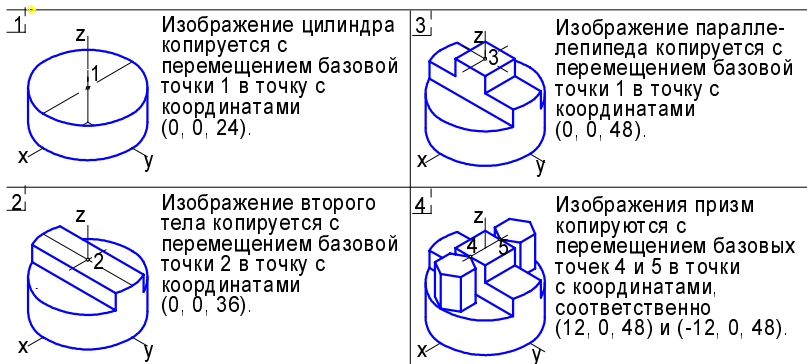 1
Изображение цилиндра
копируется с
перемещением базовой
точки 1 в точку с
координатами
(0, 0, 24).
z
1
x
y
2
Изображение второго
тела копируется с
перемещением базовой
точки 2 в точку с
координатами
(0, 0, 36).
z
2
x
y
3
Изображение паралле-
лепипеда копируется с
перемещением базовой
точки 1 в точку с
координатами
(0, 0, 48).
z
3
x
y
4
Изображения призм
копируются с
перемещением базовых
точек 4 и 5 в точки
с координатами,
соответственно
(12, 0, 48) и (-12, 0, 48).
z
4
5
x
y